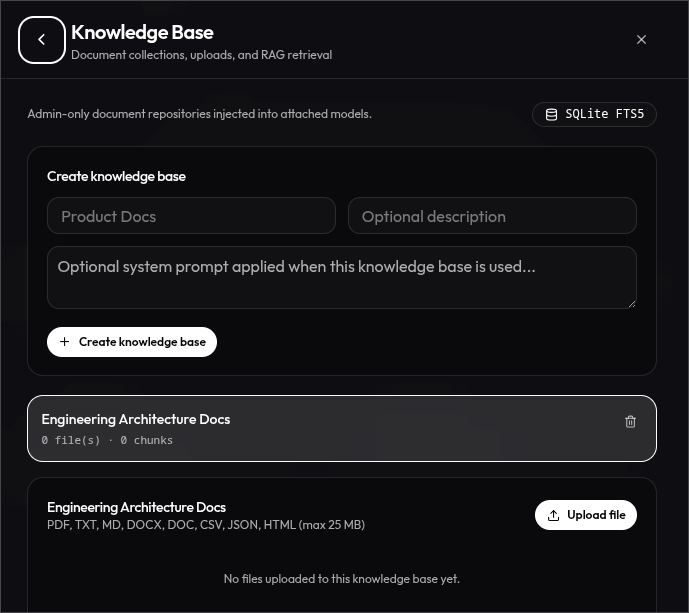 Knowledge Base
Document collections, uploads, and RAG retrieval
Admin-only document repositories injected into attached models.
SQLite FTS5
Create knowledge base
Product Docs
Optional description
Optional system prompt applied when this knowledge base is used...
Create knowledge base
Engineering Architecture Docs
0 file(s) · 0 chunks
Engineering Architecture Docs
PDF, TXT, MD, DOCX, DOC, CSV, JSON, HTML (max 25 MB)
Upload file
No files uploaded to this knowledge base yet.